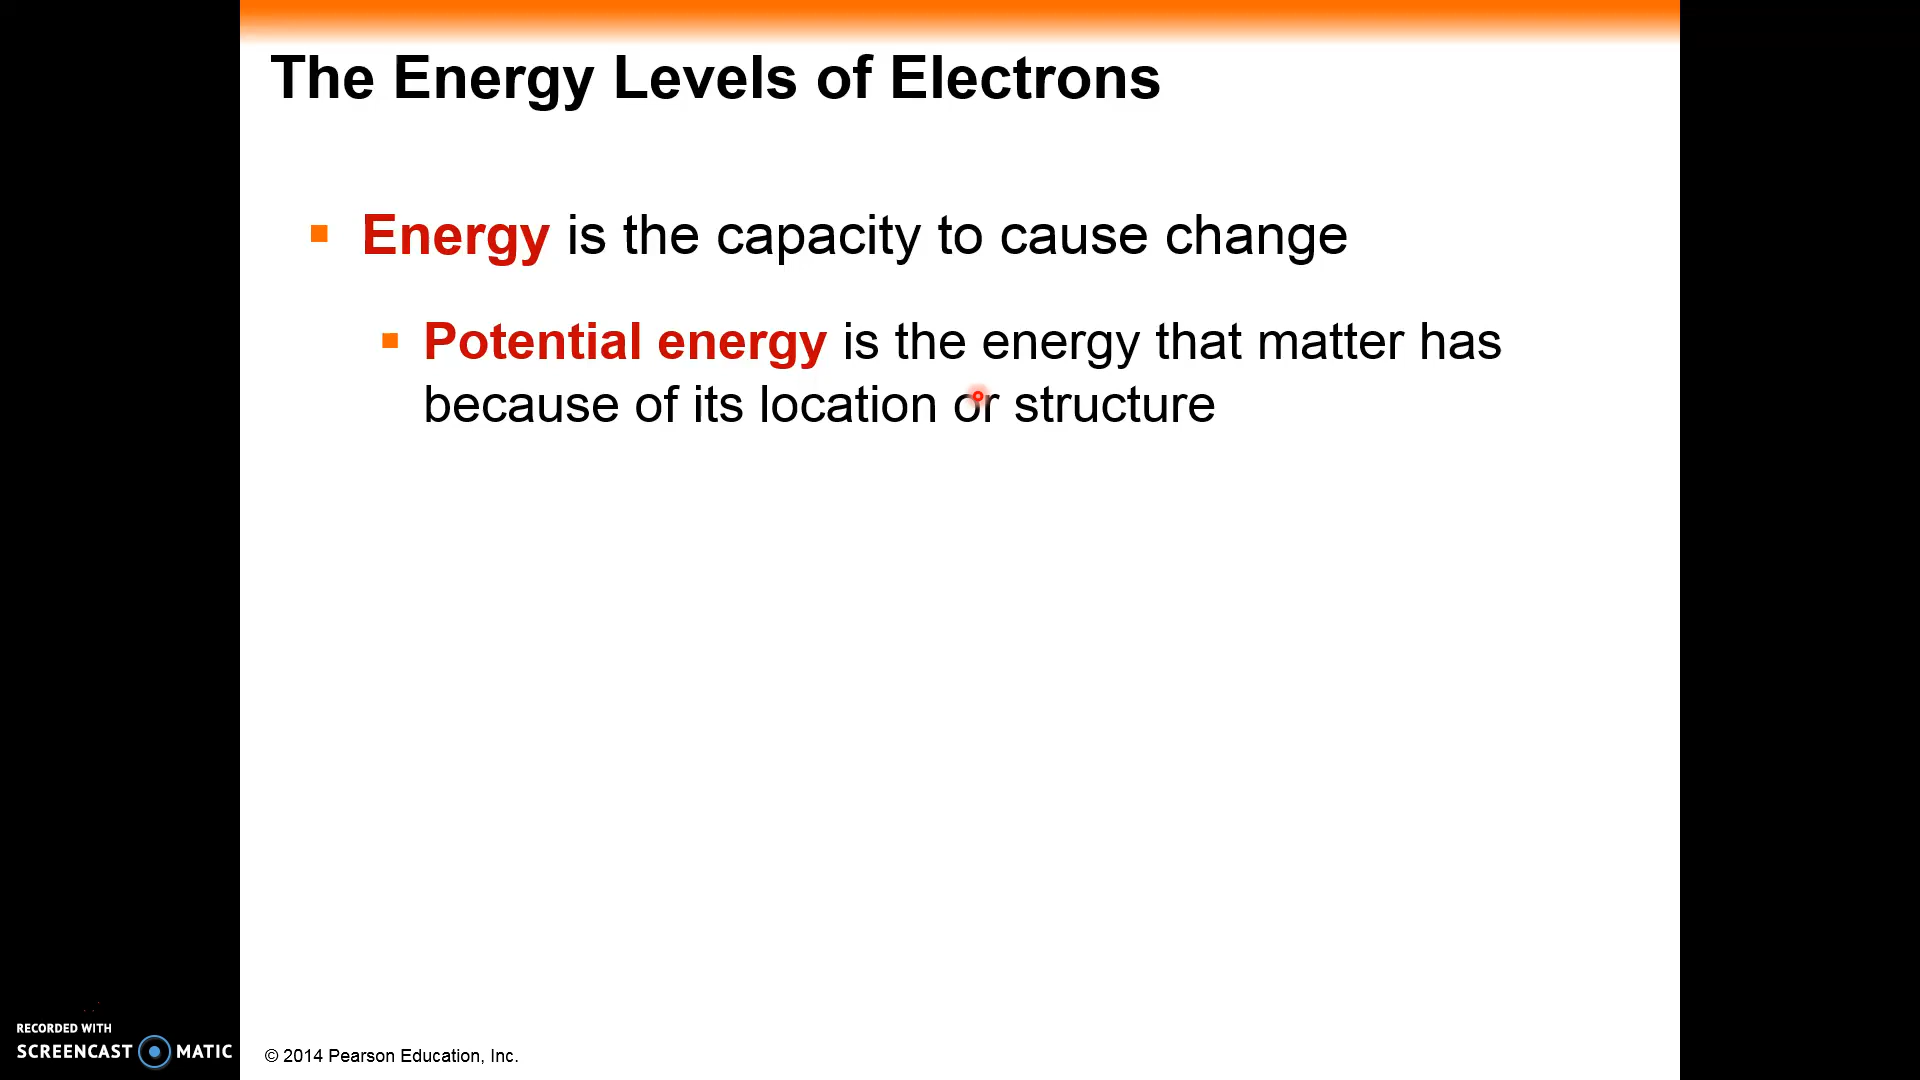 The Energy Levels of Electrons
Energy is the capacity to cause change
Potential energy is the energy that matter has
because of its location or structure
RECORDED WITH
SCREENCAST MATIC
© 2014 Pearson Education, Inc.